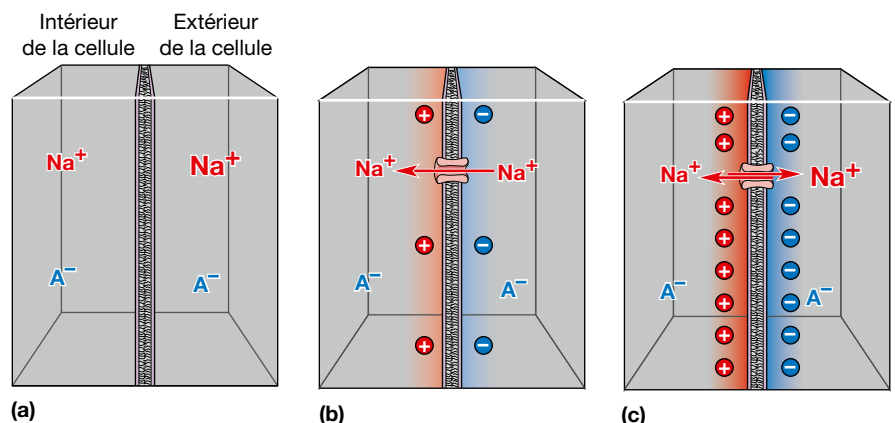 Intérieur
de la cellule
Extérieur
de la cellule
Na+
Na+
A−
A−
(a)
+
−
Na+
Na+
+
−
A−
A−
+
−
(b)
+
−
+
−
Na+
Na+
+
−
+
−
+
−
A−
A−
+
−
+
−
+
−
(c)